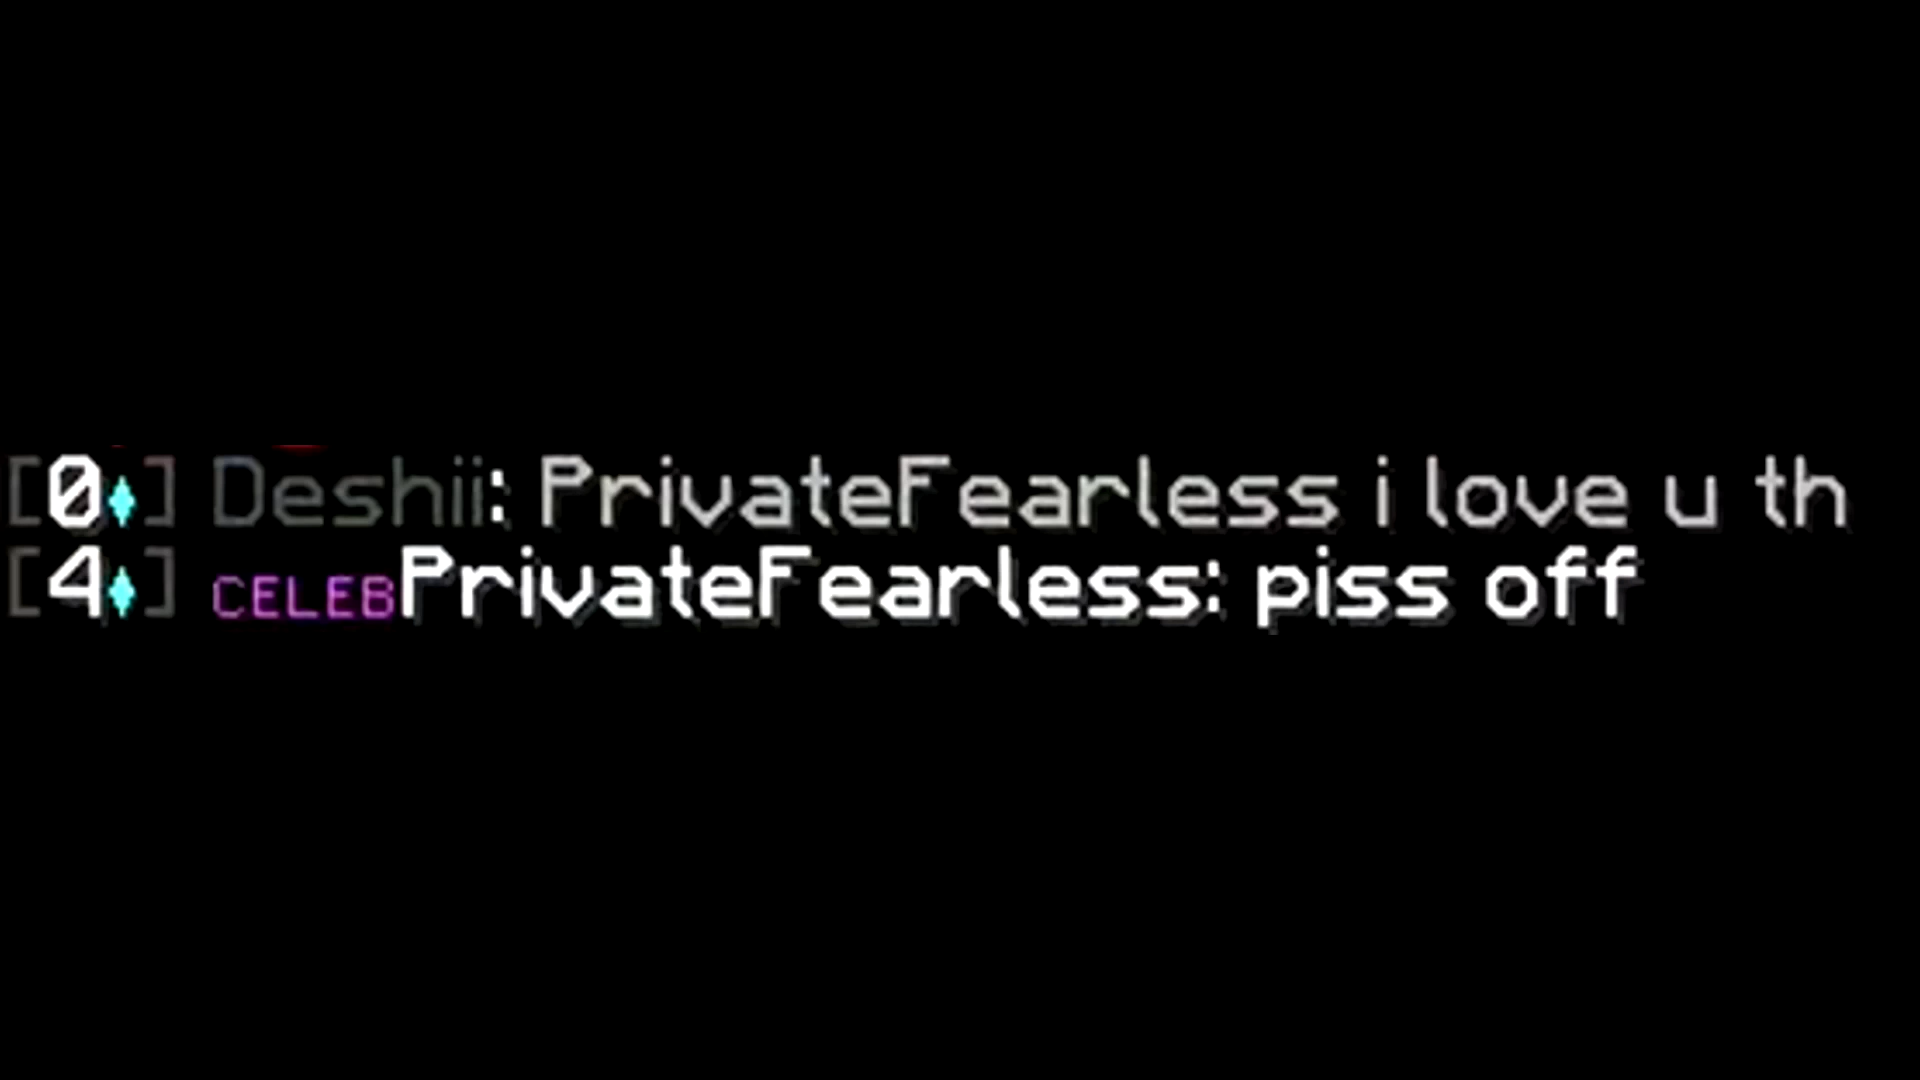 [0♦] Deshii: PrivateFearless i love u th
[4♦] CELEBPrivateFearless: piss off